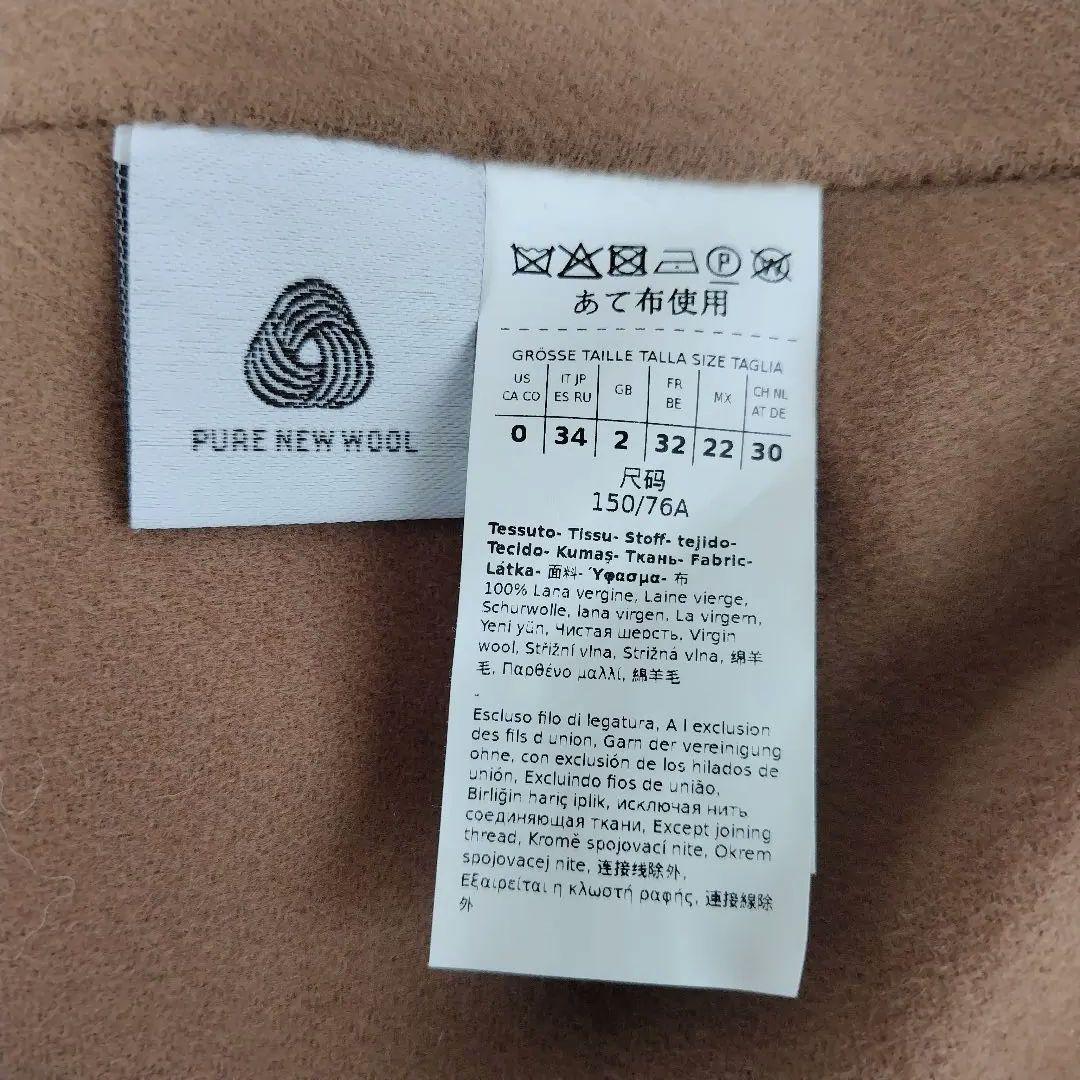 PURE NEW WOOL
P
W
あて布使用
GRÖSSE TAILLE TALLA SIZE TAGLIA
US CA CO IT JP ES RU GB FR BE MX CH NL AT DE
0 34 2 32 22 30
尺码
150/76A
Tessuto- Tissu- Stoff- tejido-
Tecido- Kumaş- Ткань- Fabric-
Látka- 面料- Ύφασμα- 布
100% Lana vergine, Laine vierge,
Schurwolle, lana virgen, La virgem,
Yeni yün, Чистая шерсть, Virgin
wool, Střižní vlna, Strižná vlna, 绵羊
毛, Παρθένο μαλλί, 綿羊毛
-
Escluso filo di legatura, A l exclusion
des fils d union, Garn der vereinigung
ohne, con exclusión de los hilados de
unión, Excluindo fios de união,
Birliğin hariç iplik, исключая нить
соединяющая ткани, Except joining
thread, Kromě spojovací nite, Okrem
spojovacej nite, 连接线除外,
Εξαιρείται η κλωστή ραφής, 連接線除
外